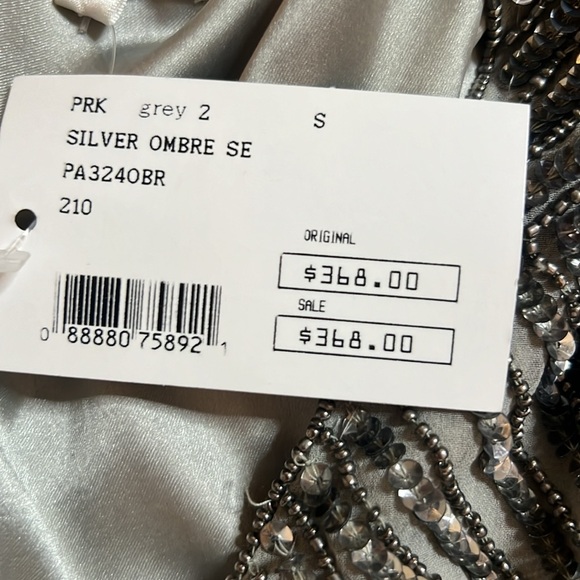 PRK grey 2 S
SILVER OMBRE SE
PA3240BR
210
ORIGINAL
$368.00
SALE
$368.00
0 88880 75892 1